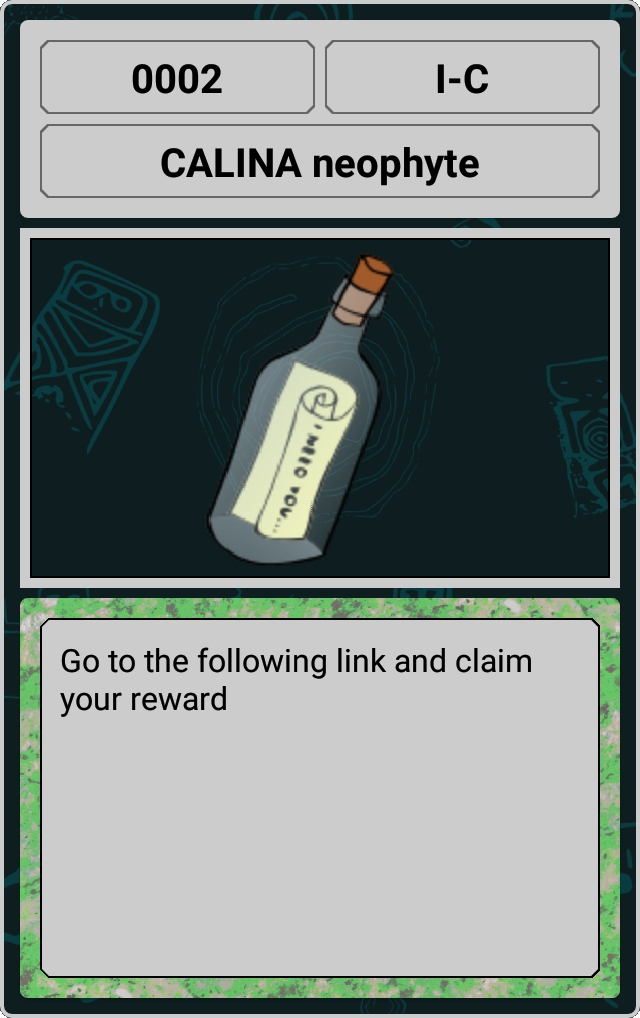 0002
I-C
CALINA neophyte
I NEED YOU...
Go to the following link and claim
your reward